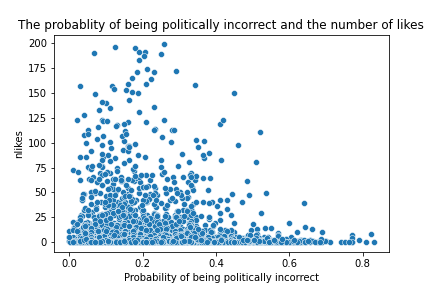 The probablity of being politically incorrect and the number of likes
200
175
150
125
100
75
50
25
0
nlikes
0.0 0.2 0.4 0.6 0.8
Probability of being politically incorrect